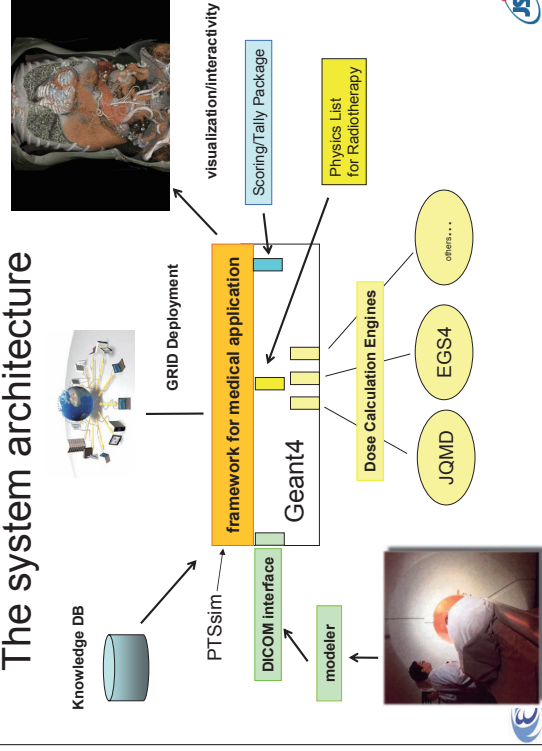 The system architecture
Knowledge DB
GRID Deployment
visualization/interactivity
PTSsim
framework for medical application
Scoring/Tally Package
DICOM interface
Geant4
Physics List
for Radiotherapy
modeler
Dose Calculation Engines
JQMD
EGS4
others...